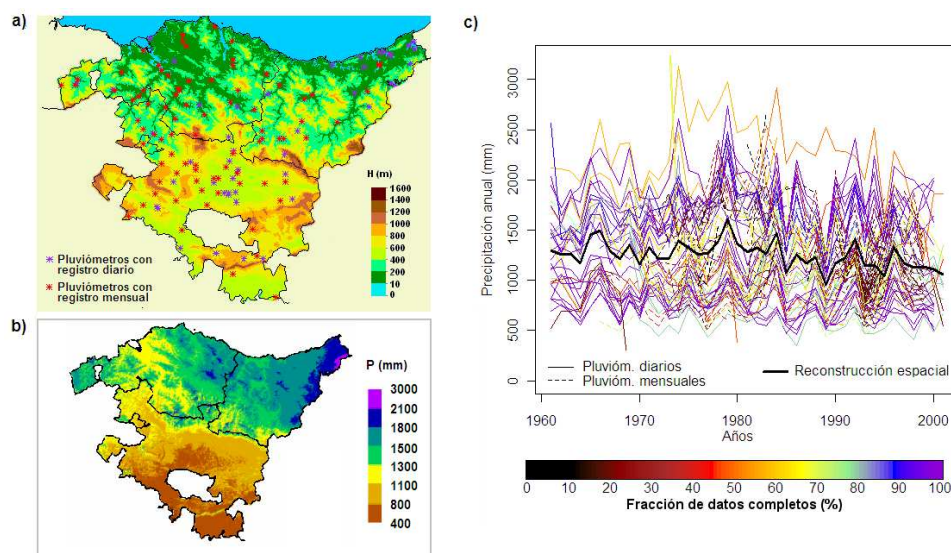 a)
H (m)
1600
1400
1200
1000
800
600
400
200
10
0
Pluviómetros con
registro diario
Pluviómetros con
registro mensual
b)
P (mm)
3000
2100
1800
1500
1300
1100
800
400
c)
Precipitación anual (mm)
3000
2500
2000
1500
1000
500
0
Pluvióm. diarios
Pluvióm. mensuales
Reconstrucción espacial
1960 1970 1980 1990 2000
Años
0 10 20 30 40 50 60 70 80 90 100
Fracción de datos completos (%)